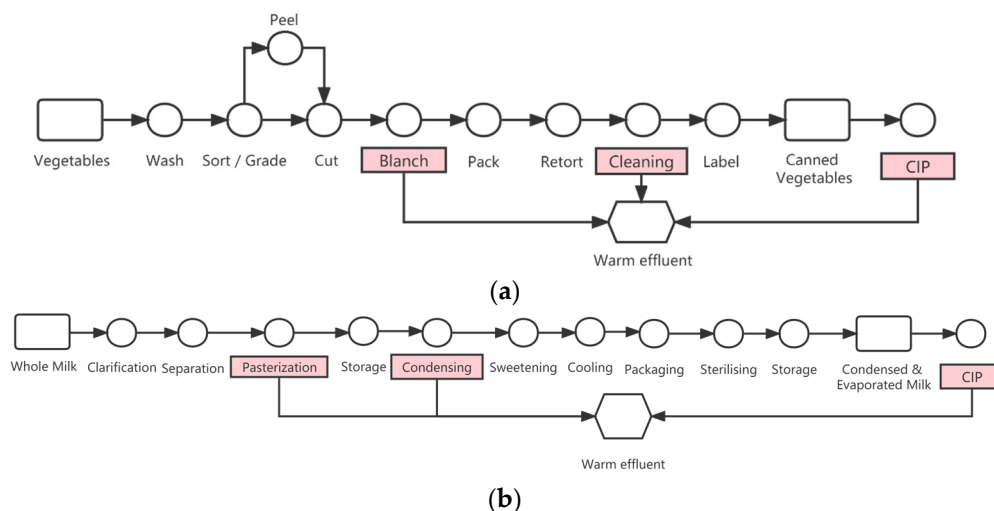 Peel
Vegetables
Wash
Sort / Grade
Cut
Blanch
Pack
Retort
Cleaning
Label
Canned
Vegetables
CIP
Warm effluent
(a)
Whole Milk
Clarification
Separation
Pasterization
Storage
Condensing
Sweetening
Cooling
Packaging
Sterilising
Storage
Condensed &
Evaporated Milk
CIP
Warm effluent
(b)